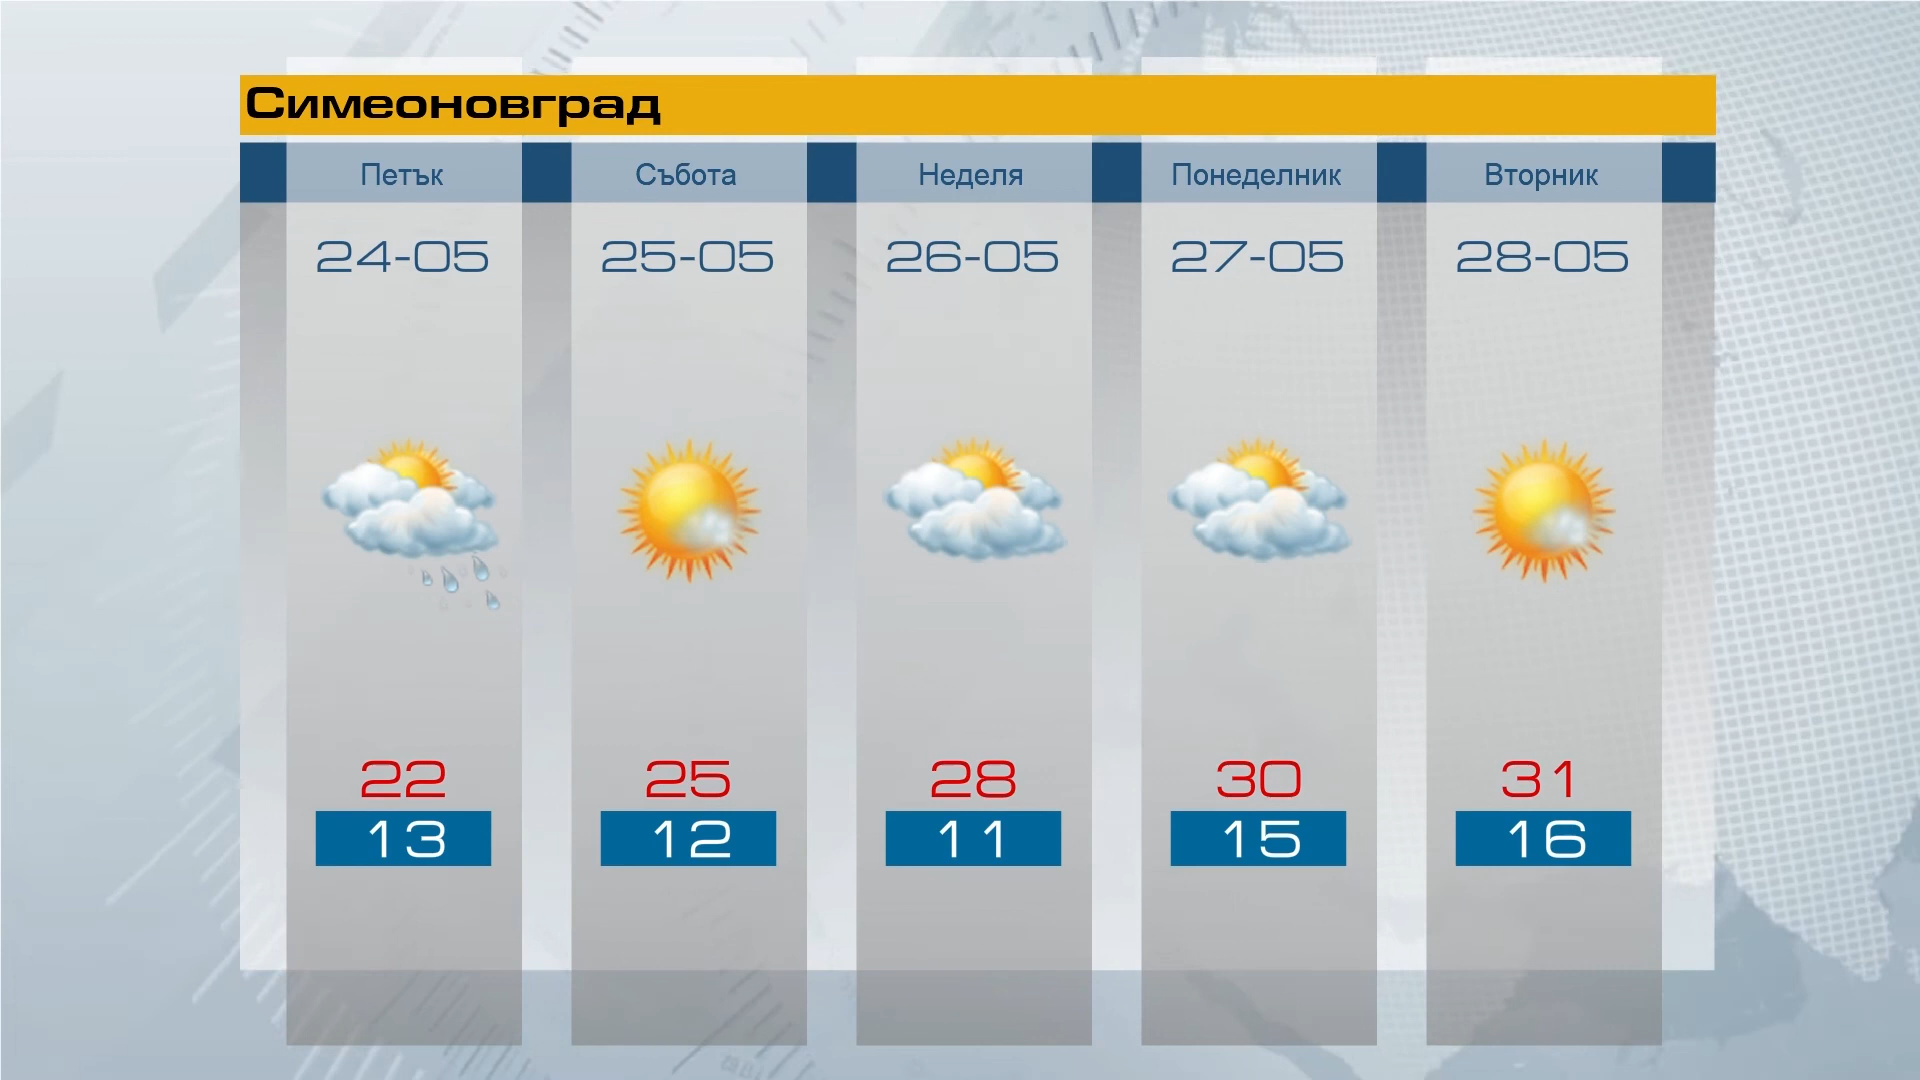 Симеоновград
Петък Събота Неделя Понеделник Вторник
24-05 25-05 26-05 27-05 28-05
22 25 28 30 31
13 12 11 15 16